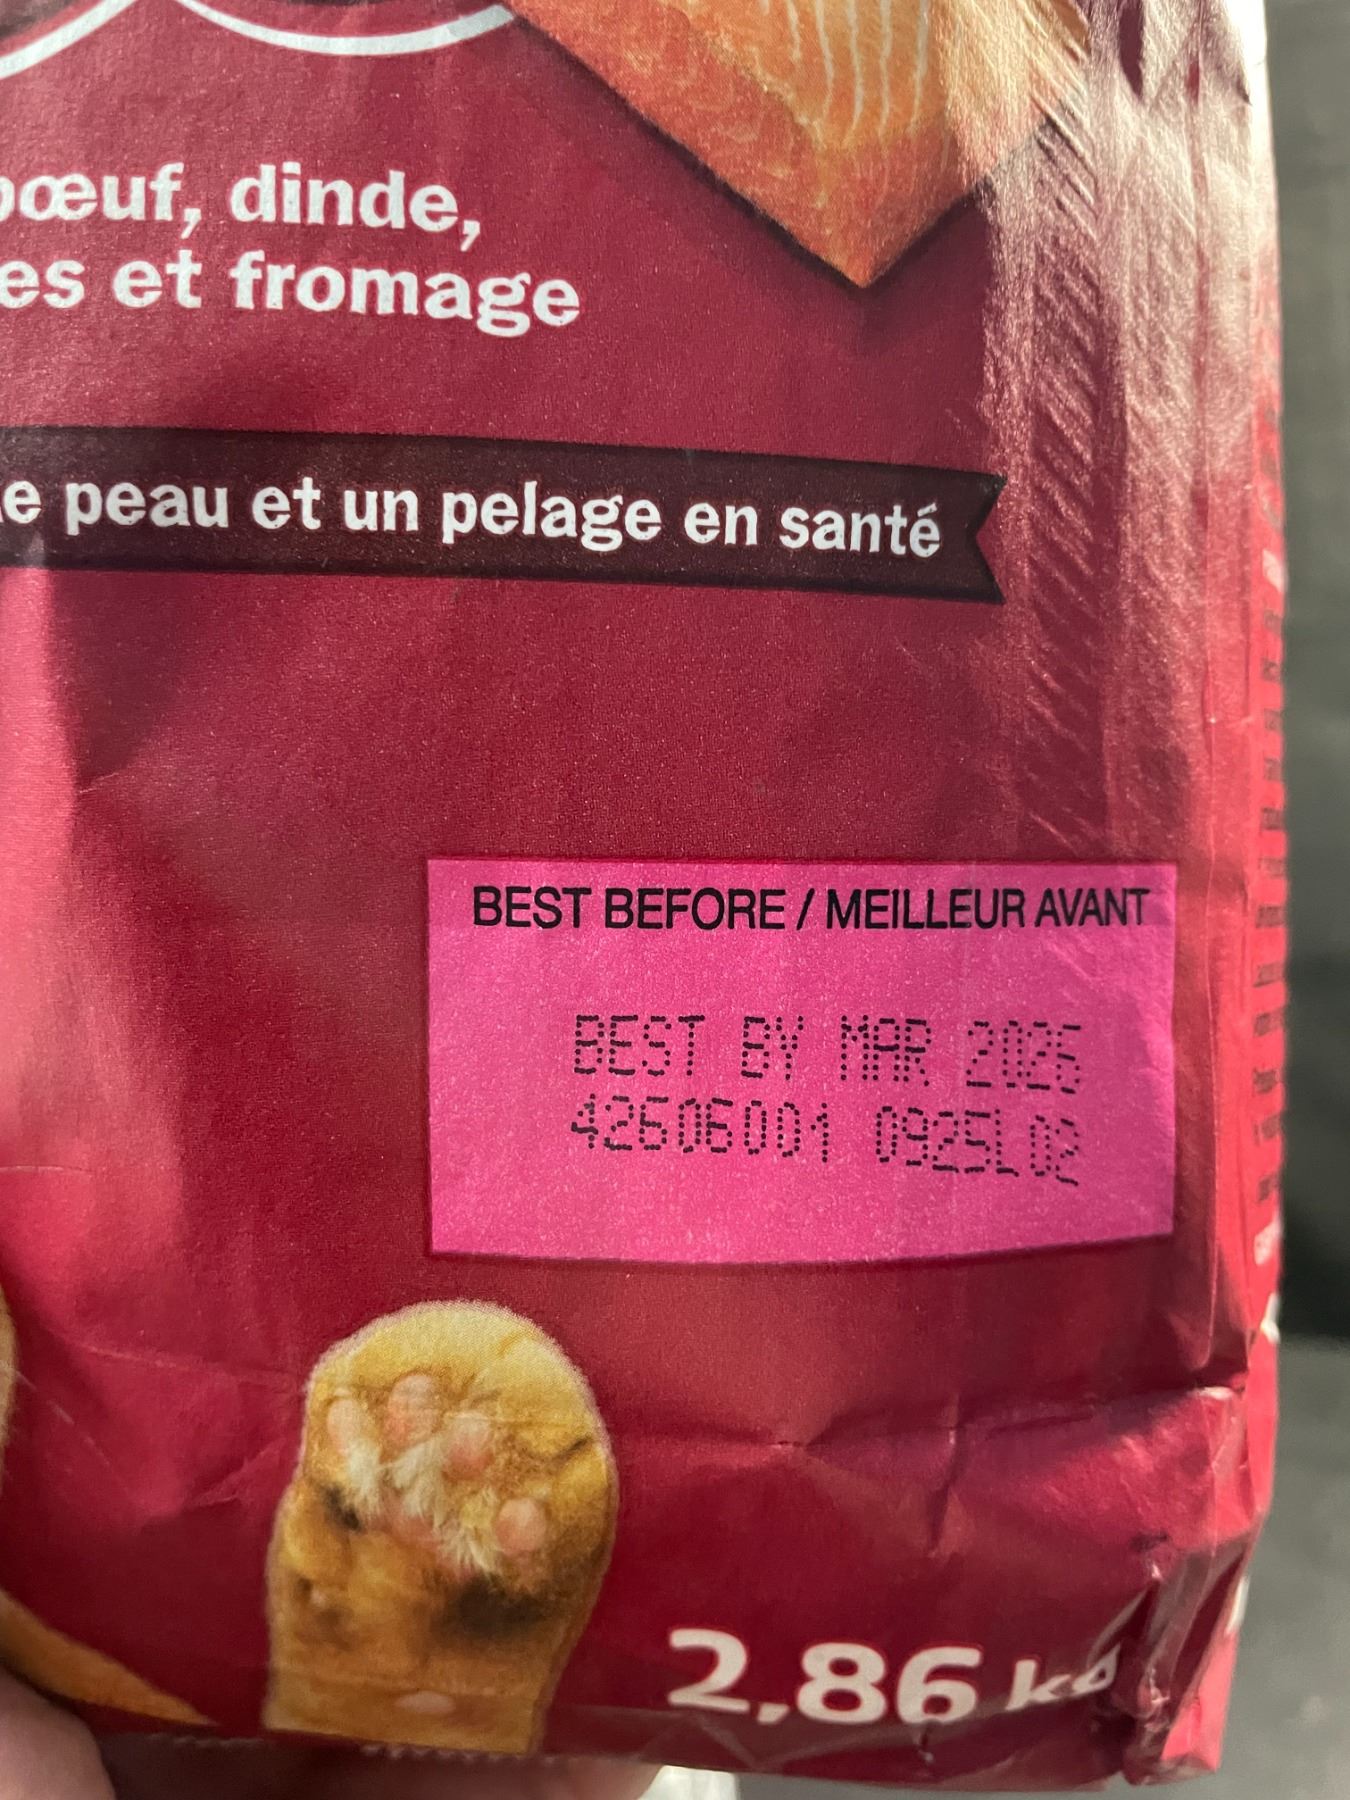 bœuf, dinde,
es et fromage
e peau et un pelage en santé
BEST BEFORE / MEILLEUR AVANT
BEST BY MAR 2026
42506001 0925L02
2,86 kg